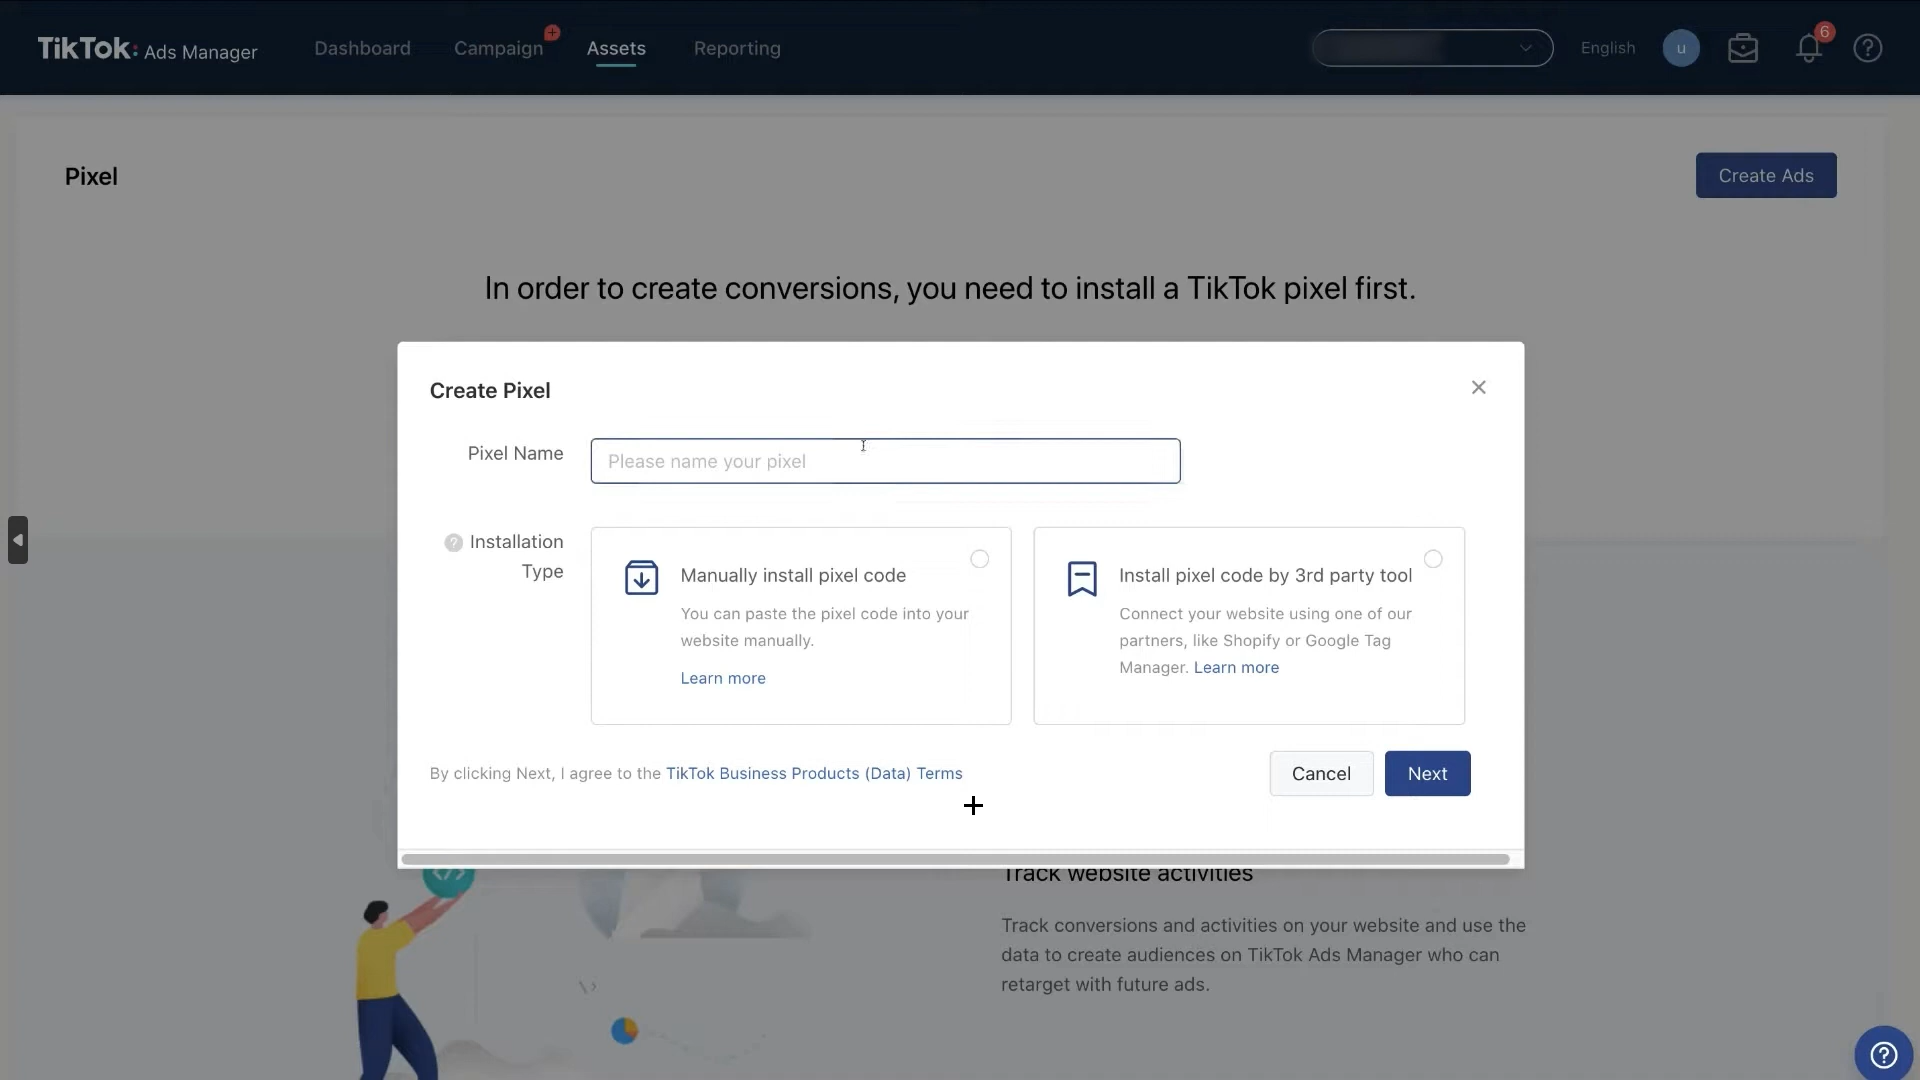 TikTok: Ads Manager
Dashboard
Campaign
Assets
Reporting
English
u
6
Pixel
Create Ads
In order to create conversions, you need to install a TikTok pixel first.
Create Pixel
Pixel Name
Please name your pixel
Installation
Type
Manually install pixel code
You can paste the pixel code into your
website manually.
Learn more
Install pixel code by 3rd party tool
Connect your website using one of our
partners, like Shopify or Google Tag
Manager. Learn more
By clicking Next, I agree to the TikTok Business Products (Data) Terms
Cancel
Next
Track website activities
Track conversions and activities on your website and use the
data to create audiences on TikTok Ads Manager who can
retarget with future ads.